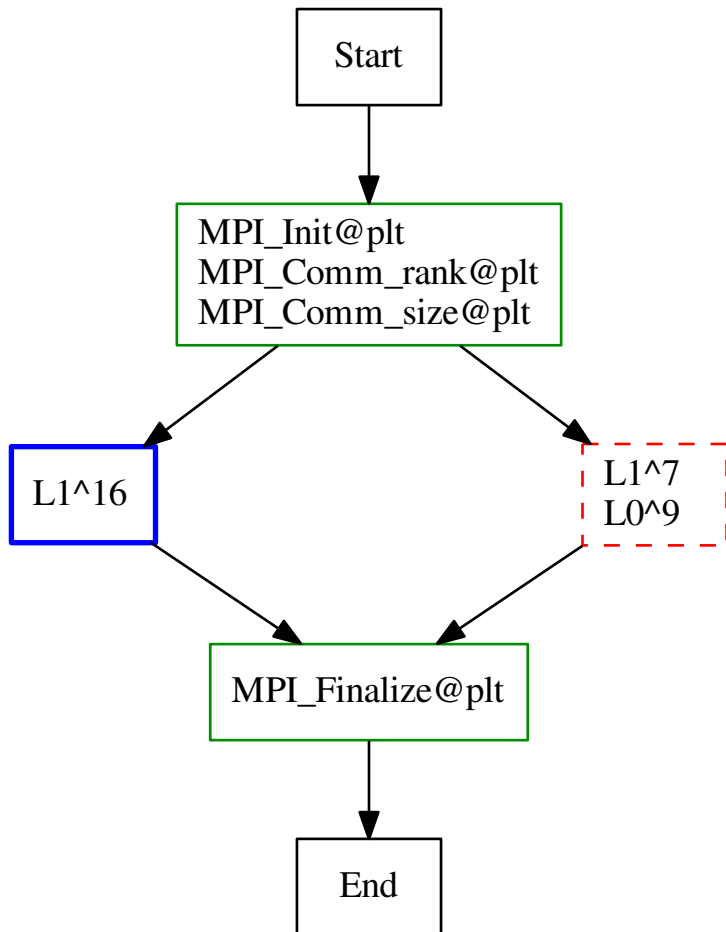 Start
MPI_Init@plt
MPI_Comm_rank@plt
MPI_Comm_size@plt
L1^16
L1^7
L0^9
MPI_Finalize@plt
End